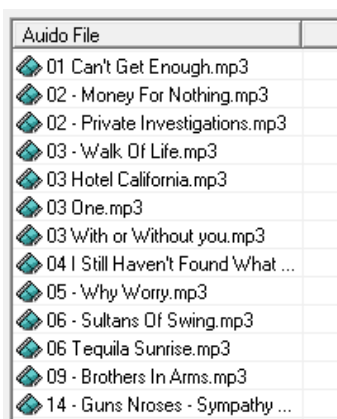 Auido File
01 Can't Get Enough.mp3
02 - Money For Nothing.mp3
02 - Private Investigations.mp3
03 - Walk Of Life.mp3
03 Hotel California.mp3
03 One.mp3
03 With or Without you.mp3
04 I Still Haven't Found What ...
05 - Why Worry.mp3
06 - Sultans Of Swing.mp3
06 Tequila Sunrise.mp3
09 - Brothers In Arms.mp3
14 - Guns Nroses - Sympathy ...